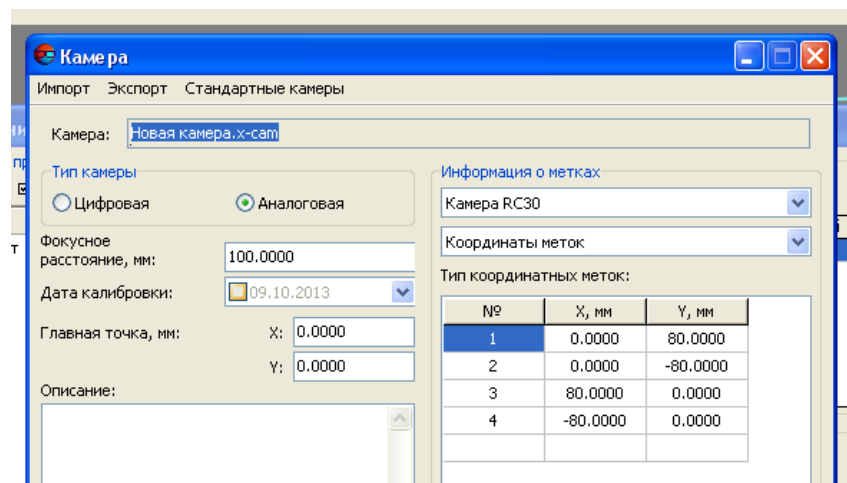 Камера
Импорт Экспорт Стандартные камеры
Камера: Новая камера.x-cam
Тип камеры
Цифровая Аналоговая
Фокусное
расстояние, мм: 100.0000
Дата калибровки: 09.10.2013
Главная точка, мм: X: 0.0000
Y: 0.0000
Описание:
Информация о метках
Камера RC30
Координаты меток
Тип координатных меток:
№ X, мм Y, мм
1 0.0000 80.0000
2 0.0000 -80.0000
3 80.0000 0.0000
4 -80.0000 0.0000